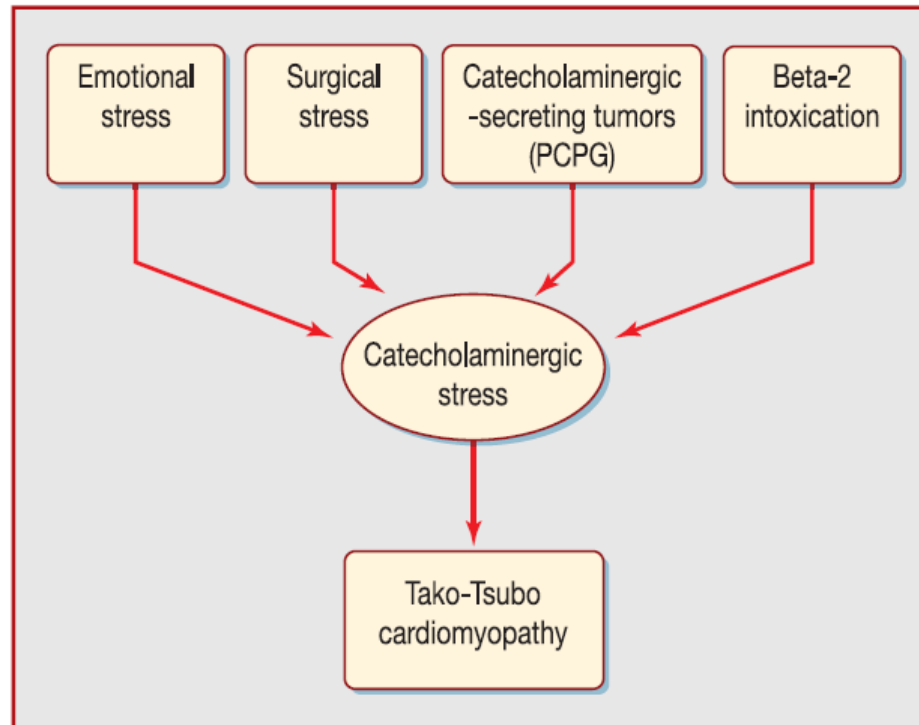 Emotional
stress
Surgical
stress
Catecholaminergic
-secreting tumors
(PCPG)
Beta-2
intoxication
Catecholaminergic
stress
Tako-Tsubo
cardiomyopathy